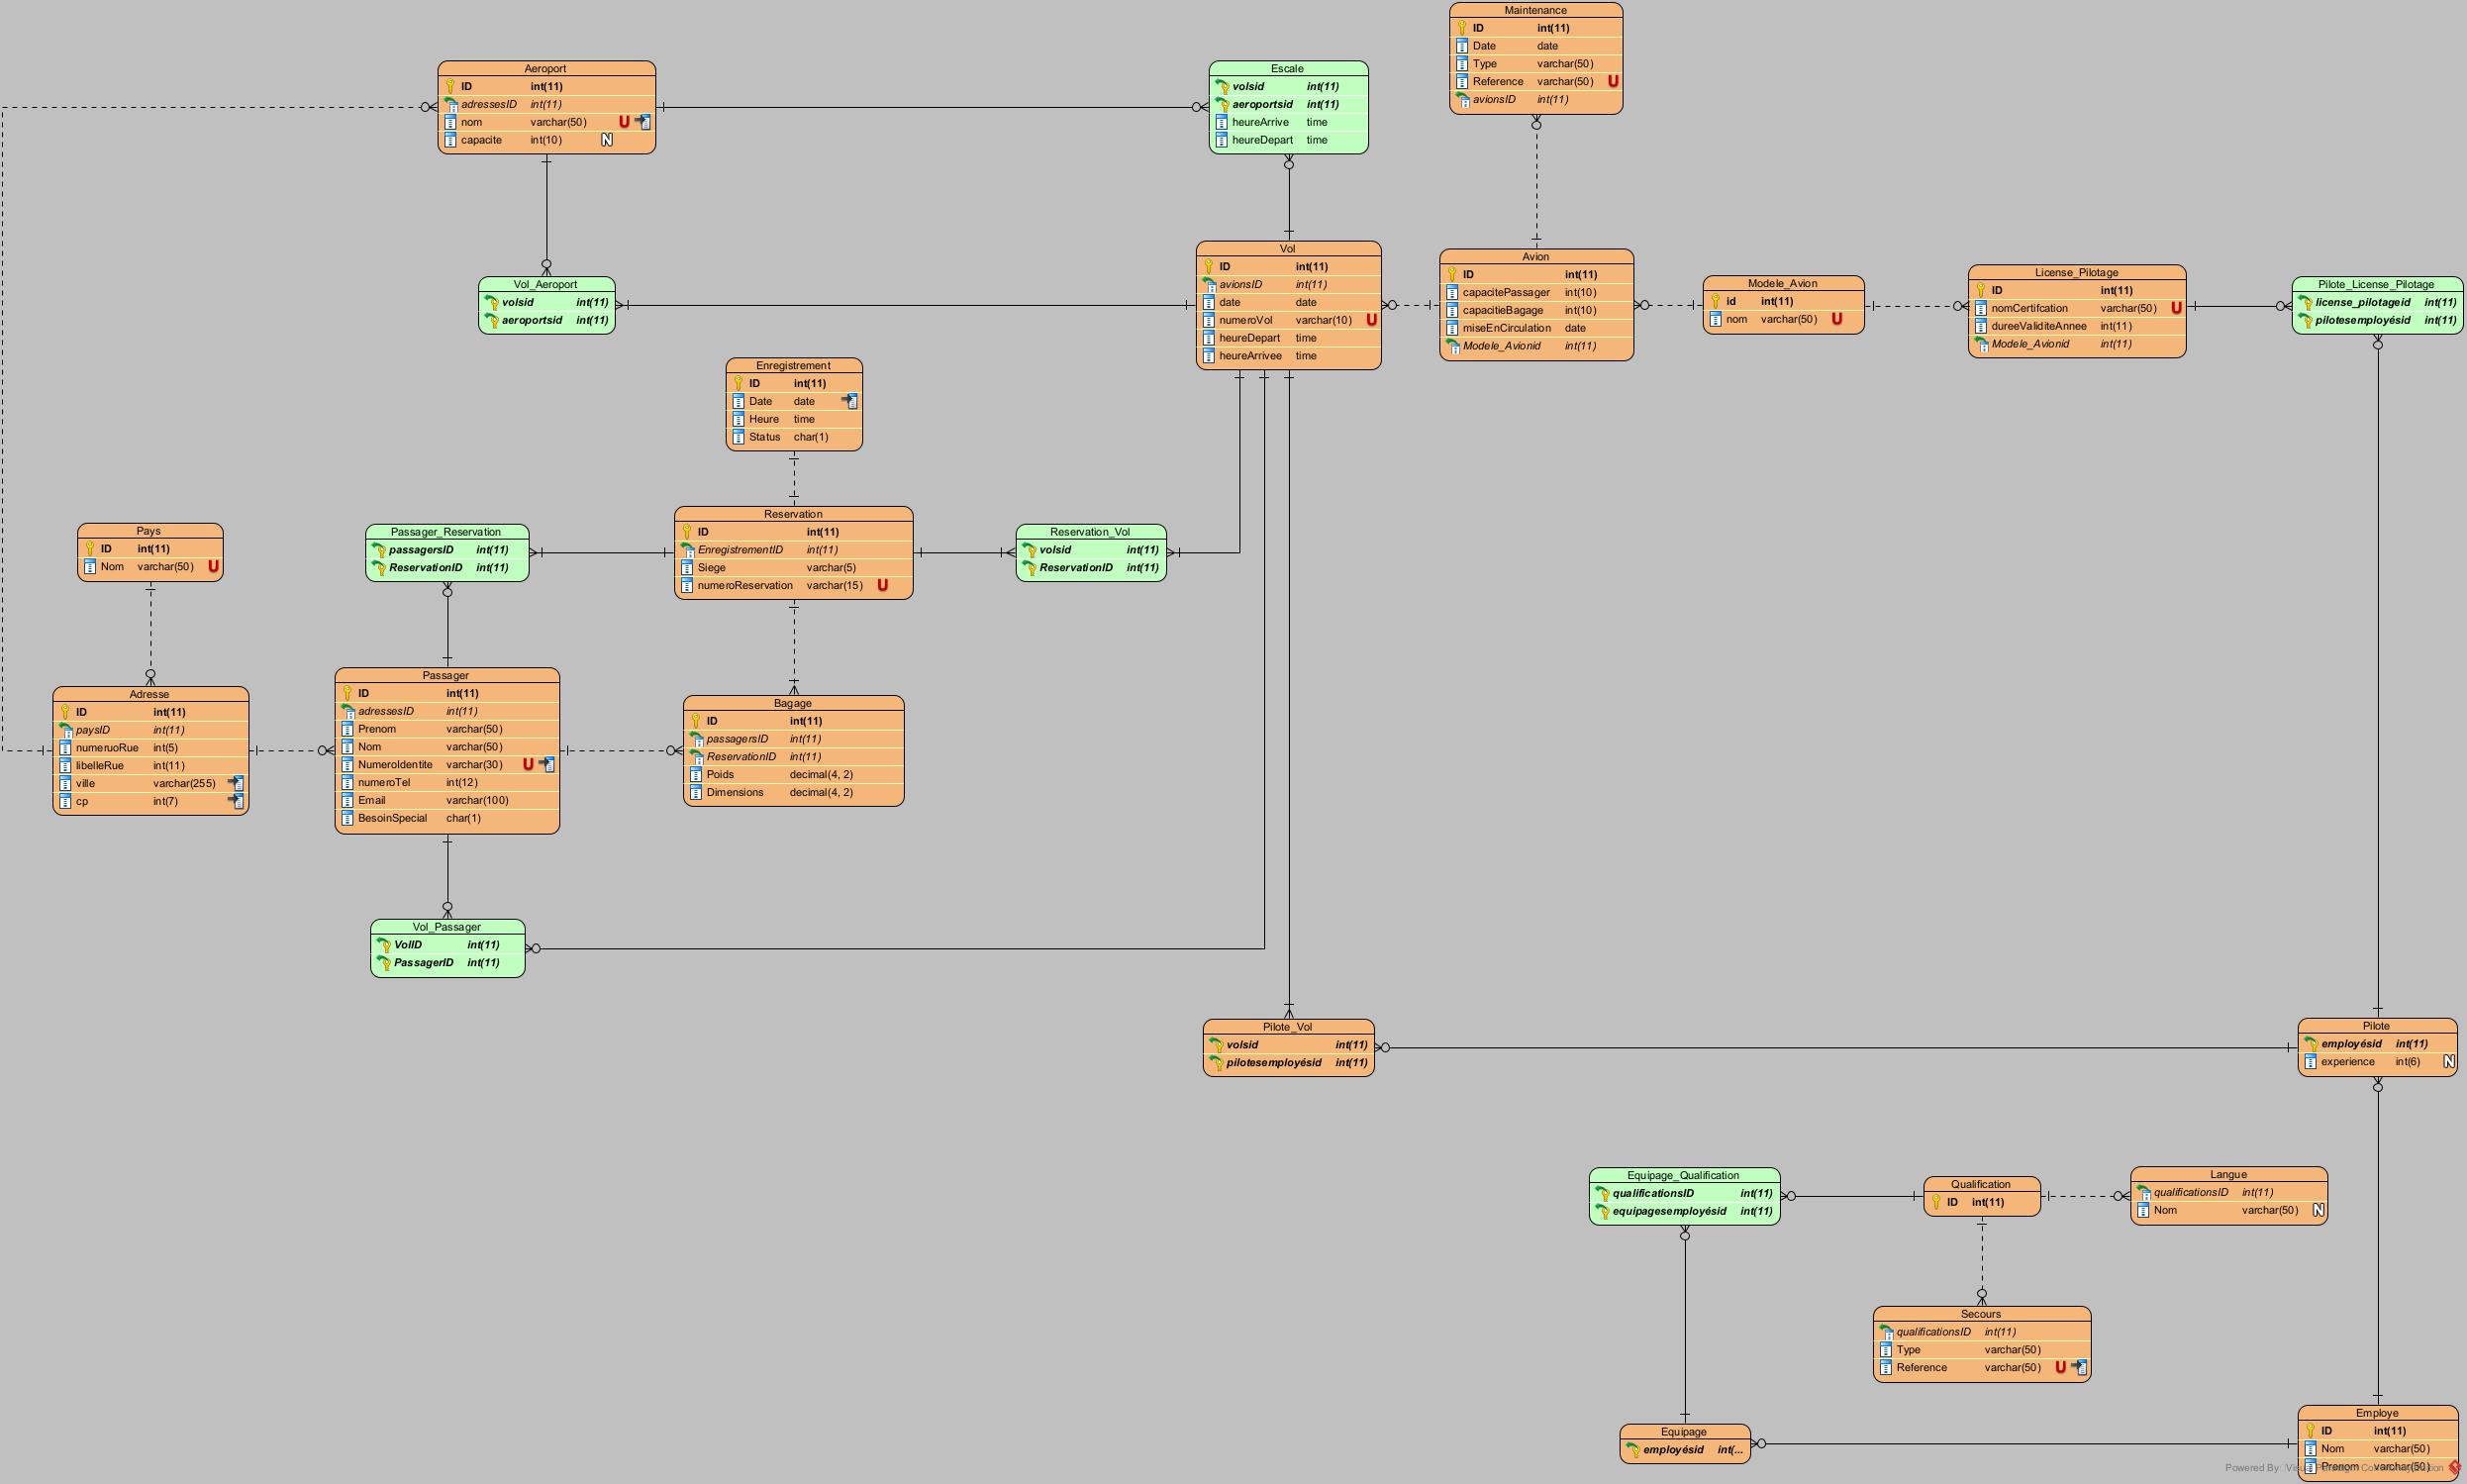 Maintenance
ID int(11)
Date date
Type varchar(50)
Reference varchar(50) U
avionsID int(11)
Aeroport
ID int(11)
adressesID int(11)
nom varchar(50) U
capacite int(10) N
Escale
volsid int(11)
aeroportsid int(11)
heureArrive time
heureDepart time
Vol_Aeroport
volsid int(11)
aeroportsid int(11)
Vol
ID int(11)
avionsID int(11)
date date
numeroVol varchar(10) U
heureDepart time
heureArrivee time
Avion
ID int(11)
capacitePassager int(10)
capacitieBagage int(10)
miseEnCirculation date
Modele_Avionid int(11)
Modele_Avion
id int(11)
nom varchar(50) U
License_Pilotage
ID int(11)
nomCertifcation varchar(50) U
dureeValiditeAnnee int(11)
Modele_Avionid int(11)
Pilote_License_Pilotage
license_pilotageid int(11)
pilotesemployésid int(11)
Enregistrement
ID int(11)
Date date
Heure time
Status char(1)
Pays
ID int(11)
Nom varchar(50) U
Passager_Reservation
passagersID int(11)
ReservationID int(11)
Reservation
ID int(11)
EnregistrementID int(11)
Siege varchar(5)
numeroReservation varchar(15) U
Reservation_Vol
volsid int(11)
ReservationID int(11)
Adresse
ID int(11)
paysID int(11)
numeruoRue int(5)
libelleRue int(11)
ville varchar(255)
cp int(7)
Passager
ID int(11)
adressesID int(11)
Prenom varchar(50)
Nom varchar(50)
NumeroIdentite varchar(30) U
numeroTel int(12)
Email varchar(100)
BesoinSpecial char(1)
Bagage
ID int(11)
passagersID int(11)
ReservationID int(11)
Poids decimal(4, 2)
Dimensions decimal(4, 2)
Vol_Passager
VolID int(11)
PassagerID int(11)
Pilote_Vol
volsid int(11)
pilotesemployésid int(11)
Pilote
employésid int(11)
experience int(6) N
Equipage_Qualification
qualificationsID int(11)
equipagesemployésid int(11)
Qualification
ID int(11)
Langue
qualificationsID int(11)
Nom varchar(50) N
Secours
qualificationsID int(11)
Type varchar(50)
Reference varchar(50) U
Equipage
employésid int(...
Employe
ID int(11)
Nom varchar(50)
Prenom varchar(50)
Powered By: Visual Paradigm Community Edition